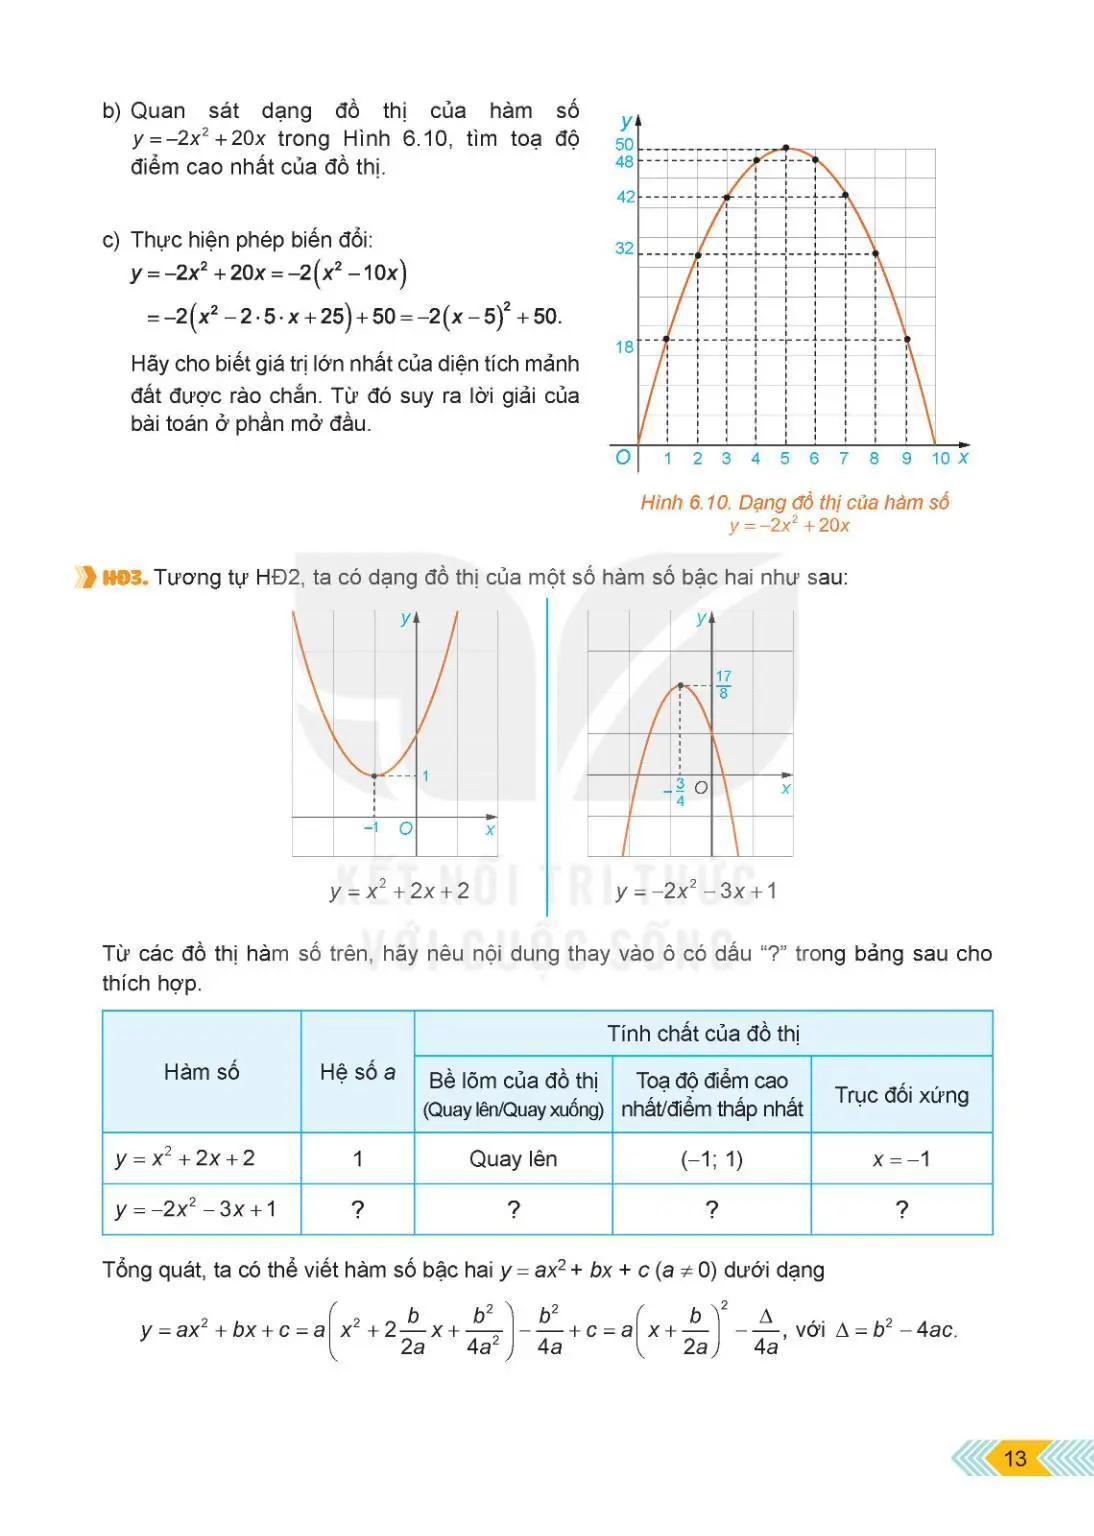 b) Quan sát dạng đồ thị của hàm số
y = –2x² + 20x trong Hình 6.10, tìm toạ độ
điểm cao nhất của đồ thị.
c) Thực hiện phép biến đổi:
y = –2x² + 20x = –2(x² – 10x)
= –2(x² – 2·5·x + 25) + 50 = –2(x – 5)² + 50.
Hãy cho biết giá trị lớn nhất của diện tích mảnh
đất được rào chắn. Từ đó suy ra lời giải của
bài toán ở phần mở đầu.
y
50
48
42
32
18
O 1 2 3 4 5 6 7 8 9 10 x
Hình 6.10. Dạng đồ thị của hàm số
y = –2x² + 20x
HĐ3. Tương tự HĐ2, ta có dạng đồ thị của một số hàm số bậc hai như sau:
y
1
–1 O x
y = x² + 2x + 2
y
17/8
–3/4 O x
y = –2x² – 3x + 1
KẾT NỐI TRI THỨC
VỚI CUỘC SỐNG
Từ các đồ thị hàm số trên, hãy nêu nội dung thay vào ô có dấu “?” trong bảng sau cho
thích hợp.
Hàm số
Hệ số a
Tính chất của đồ thị
Bề lõm của đồ thị
(Quay lên/Quay xuống)
Toạ độ điểm cao
nhất/điểm thấp nhất
Trục đối xứng
y = x² + 2x + 2 1 Quay lên (–1; 1) x = –1
y = –2x² – 3x + 1 ? ? ? ?
Tổng quát, ta có thể viết hàm số bậc hai y = ax² + bx + c (a ≠ 0) dưới dạng
y = ax² + bx + c = a(x² + 2 b/2a x + b²/4a²) – b²/4a + c = a(x + b/2a)² – Δ/4a, với Δ = b² – 4ac.
13